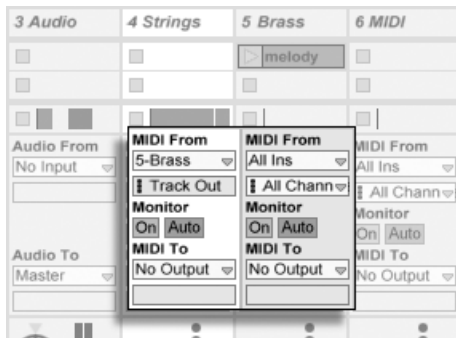 3 Audio
4 Strings
5 Brass
6 MIDI
melody
Audio From
No Input
Audio To
Master
MIDI From
5-Brass
Track Out
Monitor
On Auto
MIDI To
No Output
MIDI From
All Ins
All Chann
Monitor
On Auto
MIDI To
No Output
MIDI From
All Ins
All Chann
Monitor
On Auto
MIDI To
No Output